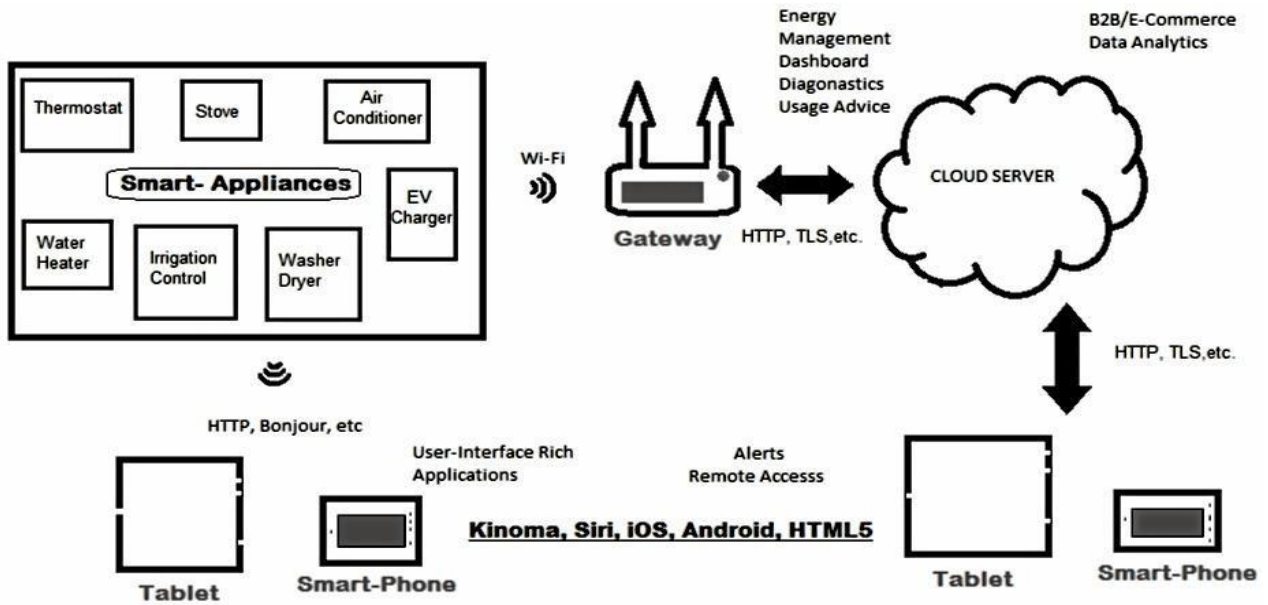 Energy
Management
Dashboard
Diagonastics
Usage Advice
B2B/E-Commerce
Data Analytics
Thermostat
Stove
Air
Conditioner
Smart- Appliances
EV
Charger
Water
Heater
Irrigation
Control
Washer
Dryer
Wi-Fi
Gateway
HTTP, TLS,etc.
CLOUD SERVER
HTTP, TLS,etc.
HTTP, Bonjour, etc
User-Interface Rich
Applications
Alerts
Remote Accesss
Kinoma, Siri, iOS, Android, HTML5
Tablet
Smart-Phone
Tablet
Smart-Phone